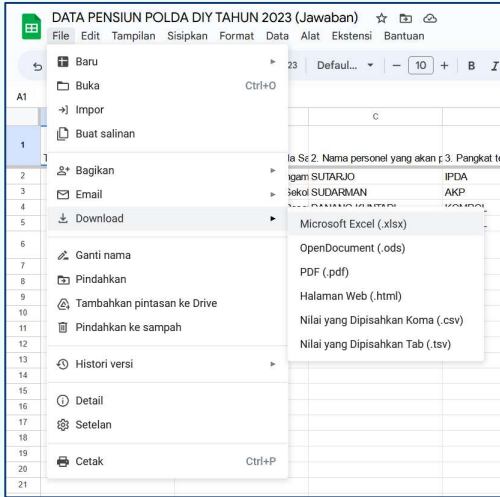 DATA PENSIUN POLDA DIY TAHUN 2023 (Jawaban)
File Edit Tampilan Sisipkan Format Data Alat Ekstensi Bantuan
23 Defaul... 10 B I
A1
Baru
Buka Ctrl+O
Impor
Buat salinan
Bagikan
Email
Download
Ganti nama
Pindahkan
Tambahkan pintasan ke Drive
Pindahkan ke sampah
Histori versi
Detail
Setelan
Cetak Ctrl+P
Microsoft Excel (.xlsx)
OpenDocument (.ods)
PDF (.pdf)
Halaman Web (.html)
Nilai yang Dipisahkan Koma (.csv)
Nilai yang Dipisahkan Tab (.tsv)
C
1 2. Nama personel yang akan p 3. Pangkat te
2 SUTARJO IPDA
3 SUDARMAN AKP
4
5
6
7
8
9
10
11
12
13
14
15
16
17
18
19
20
21